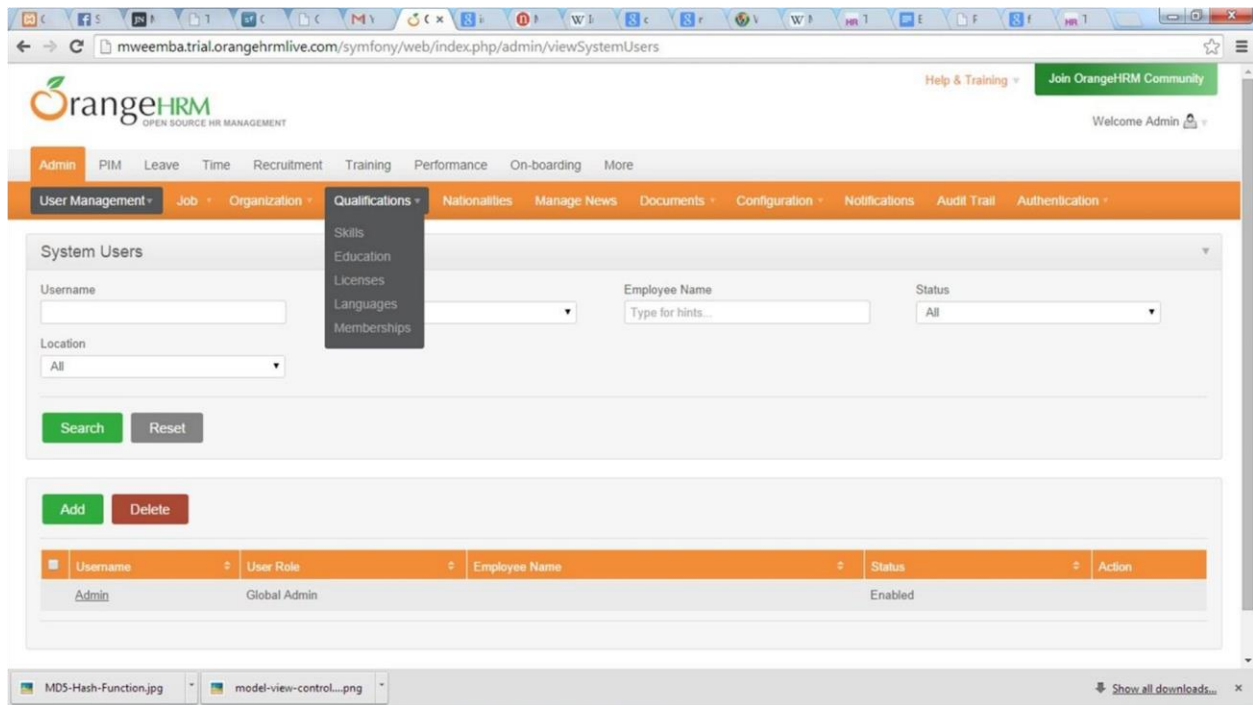 mweemba.trial.orangehrmlive.com/symfony/web/index.php/admin/viewSystemUsers
Help & Training
Join OrangeHRM Community
OrangeHRM
OPEN SOURCE HR MANAGEMENT
Welcome Admin
Admin PIM Leave Time Recruitment Training Performance On-boarding More
User Management Job Organization Qualifications Nationalities Manage News Documents Configuration Notifications Audit Trail Authentication
Skills
Education
Licenses
Languages
Memberships
System Users
Username Employee Name Status
Type for hints... All
Location
All
Search Reset
Add Delete
Username User Role Employee Name Status Action
Admin Global Admin Enabled
MD5-Hash-Function.jpg model-view-control....png Show all downloads...